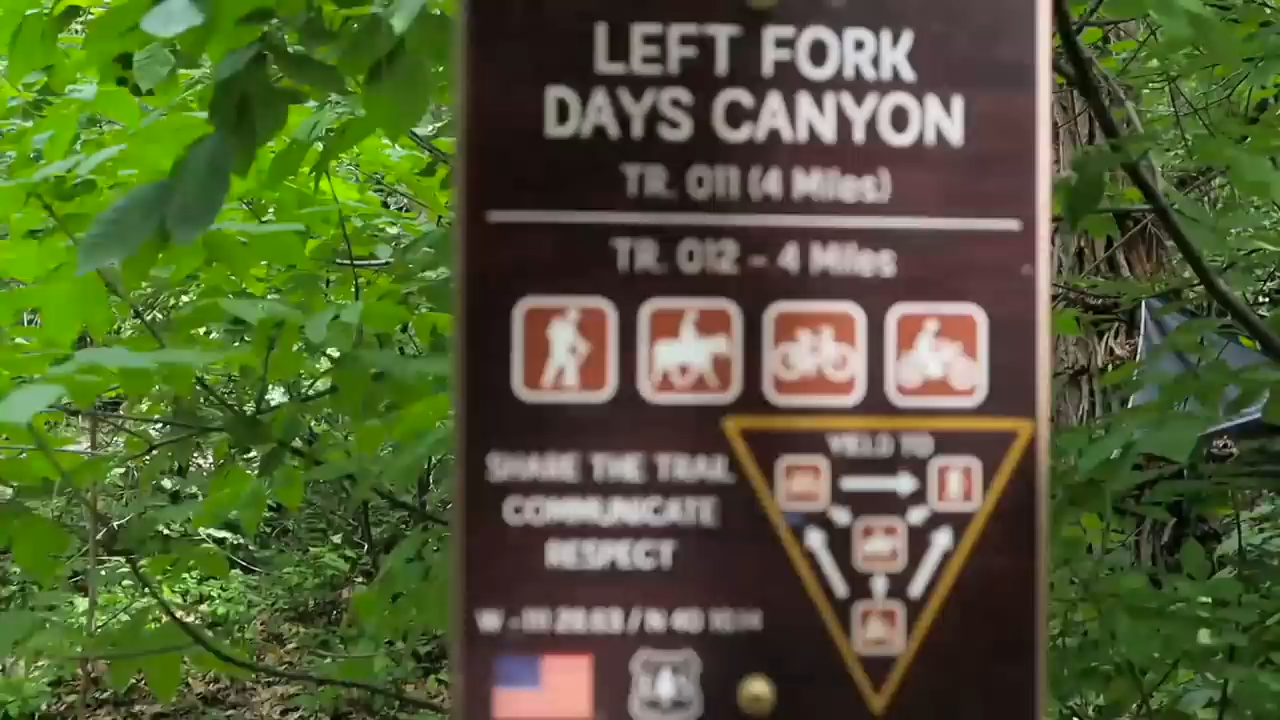 LEFT FORK
DAYS CANYON
TR. 011 (4 Miles)
TR. 012 - 4 Miles
YIELD TO
SHARE THE TRAIL
COMMUNICATE
RESPECT